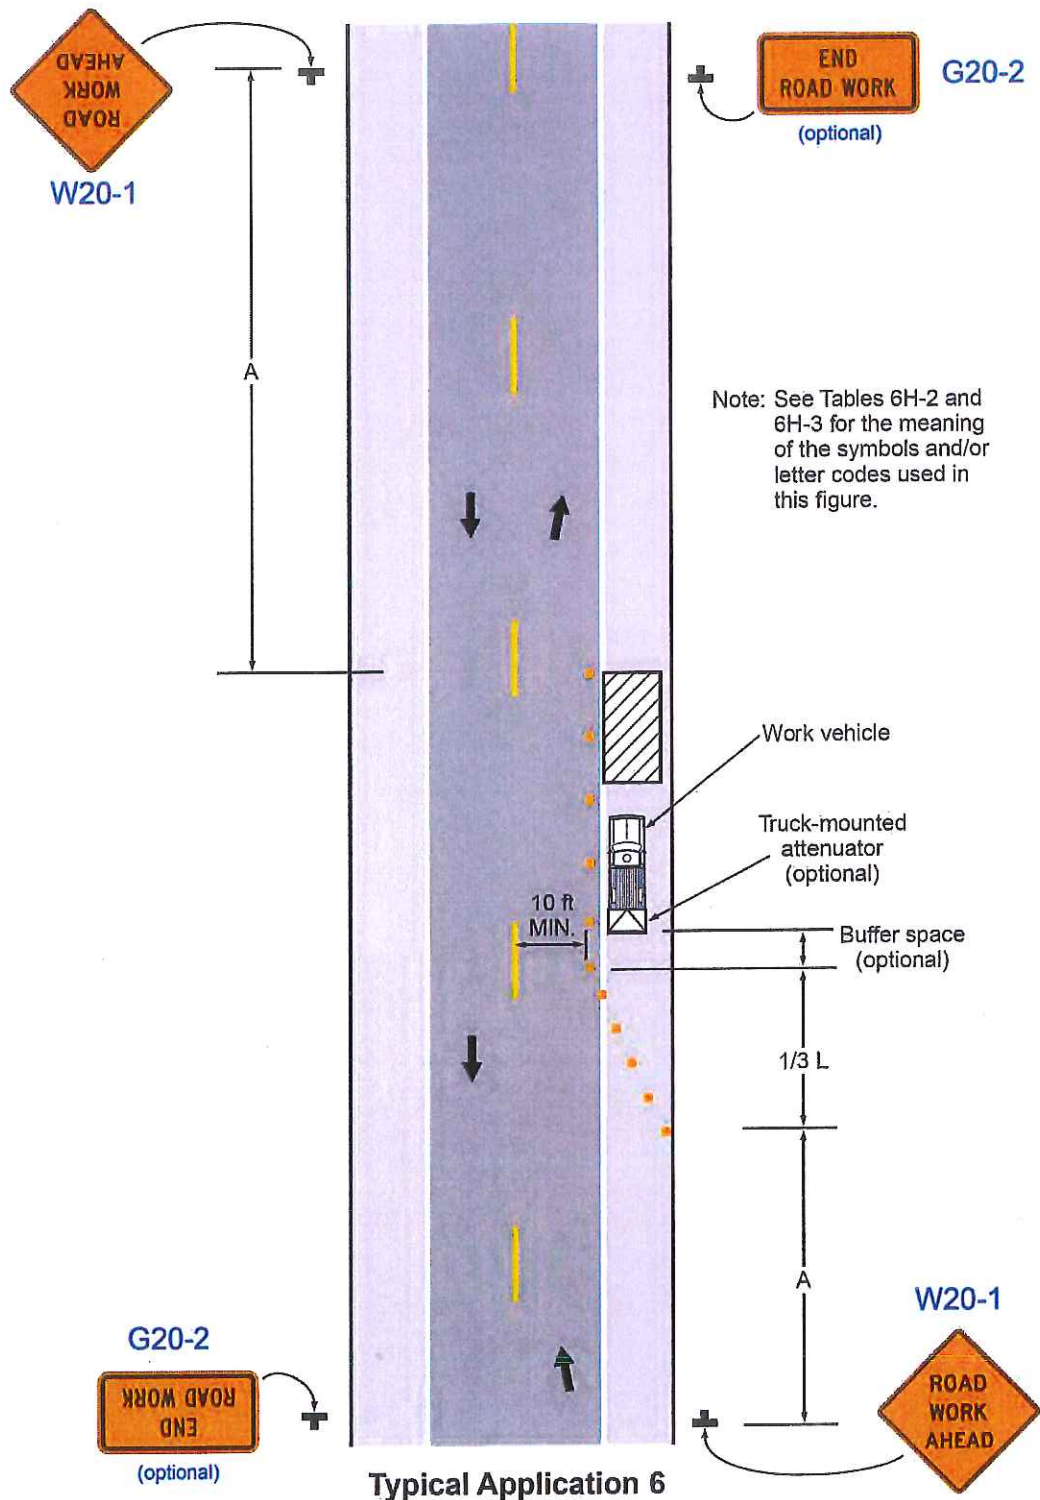 ROAD
WORK
AHEAD
W20-1
END
ROAD WORK
(optional)
G20-2
A
Note: See Tables 6H-2 and
6H-3 for the meaning
of the symbols and/or
letter codes used in
this figure.
Work vehicle
Truck-mounted
attenuator
(optional)
10 ft
MIN.
Buffer space
(optional)
1/3 L
A
W20-1
ROAD
WORK
AHEAD
G20-2
END
ROAD WORK
(optional)
Typical Application 6